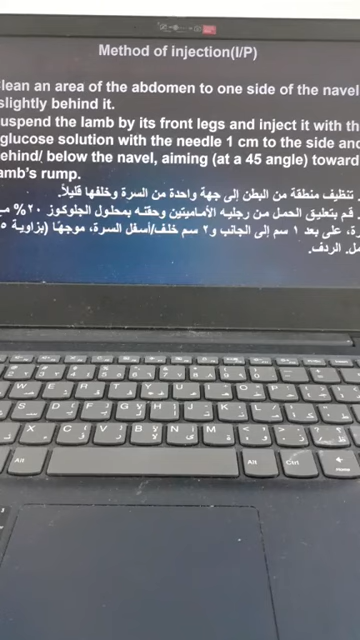 Method of injection(I/P)
lean an area of the abdomen to one side of the navel
slightly behind it.
uspend the lamb by its front legs and inject it with the
glucose solution with the needle 1 cm to the side and
ehind/ below the navel, aiming (at a 45 angle) toward
amb's rump.
تنظيف منطقة من البطن إلى جهة واحدة من السرة وخلفها قليلاً.
قم بتعليق الحمل من رجليه الأماميتين وحقنه بمحلول الجلوكوز ٢٠%
على بعد ١ سم إلى الجانب و٢ سم خلف/أسفل السرة، موجهًا (بزاوية
الردف.
W E R T Y U I O P
S D F G H J K L
X C V B N M
Alt Alt Ctrl